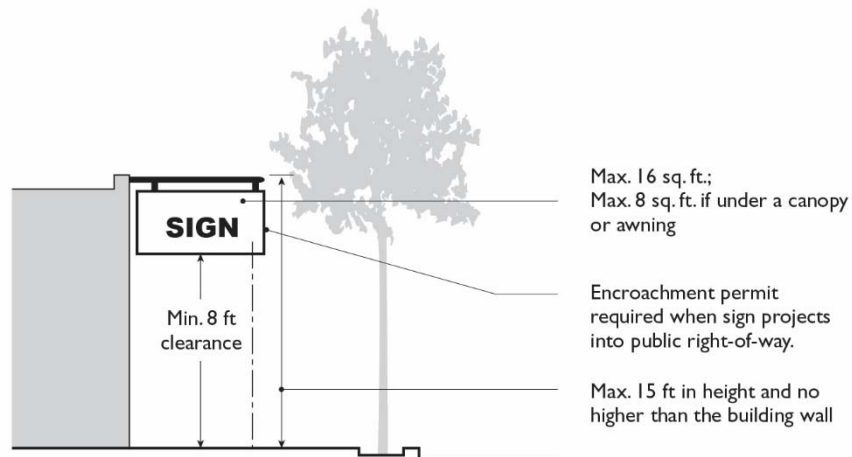 SIGN
Min. 8 ft
clearance
Max. 16 sq. ft.;
Max. 8 sq. ft. if under a canopy
or awning
Encroachment permit
required when sign projects
into public right-of-way.
Max. 15 ft in height and no
higher than the building wall